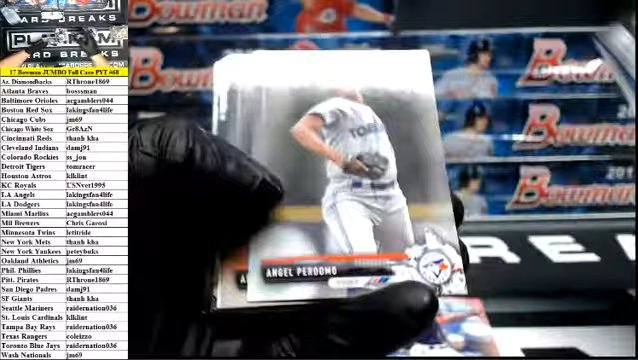 17 Bowman JUMBO Full Case PYT #68
Az. Diamondbacks RThrone1869
Atlanta Braves bossman
Baltimore Orioles acgamblers044
Boston Red Sox lakingsfan4life
Chicago Cubs jm69
Chicago White Sox Gr8AzN
Cincinnati Reds thanh kha
Cleveland Indians damj91
Colorado Rockies ss_jon
Detroit Tigers tomracer
Houston Astros klklint
KC Royals USNvet1995
LA Angels lakingsfan4life
LA Dodgers lakingsfan4life
Miami Marlins acgamblers044
Mil Brewers Chris Garosi
Minnesota Twins letitride
New York Mets thanh kha
New York Yankees peteybuks
Oakland Athletics jm69
Phil. Phillies lakingsfan4life
Pitt. Pirates RThrone1869
San Diego Padres damj91
SF Giants thanh kha
Seattle Mariners raidernation036
St. Louis Cardinals klklint
Tampa Bay Rays raidernation036
Texas Rangers coleizzo
Toronto Blue Jays raidernation036
Wash Nationals jm69
ANGEL PERDOMO
Bowman
Bowman
Bowman